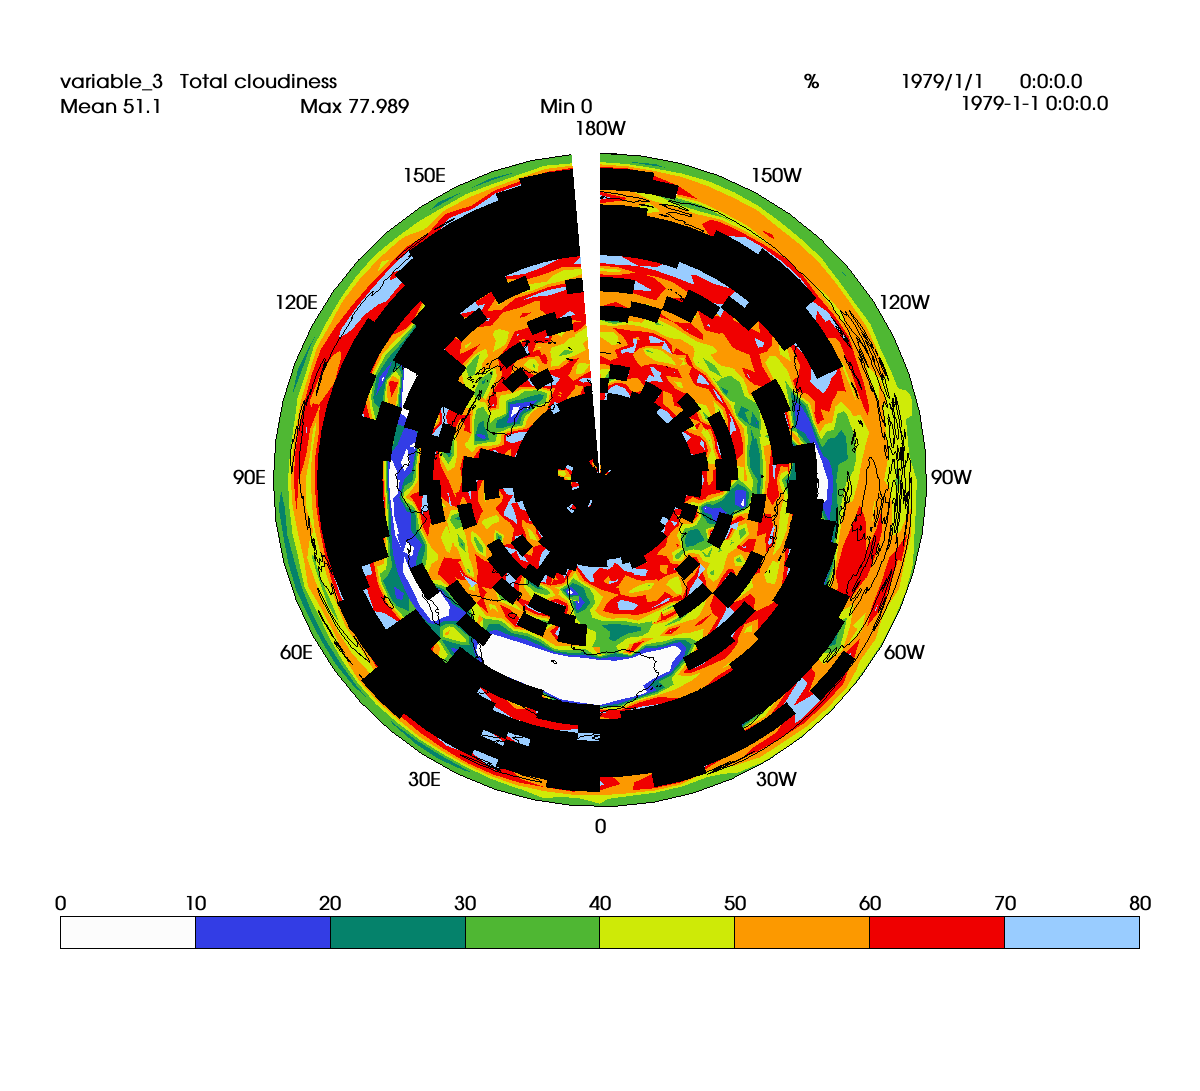 variable_3 Total cloudiness % 1979/1/1 0:0:0.0
Mean 51.1 Max 77.989 Min 0 1979-1-1 0:0:0.0
180W
150E 150W
120E 120W
90E 90W
60E 60W
30E 30W
0
0 10 20 30 40 50 60 70 80